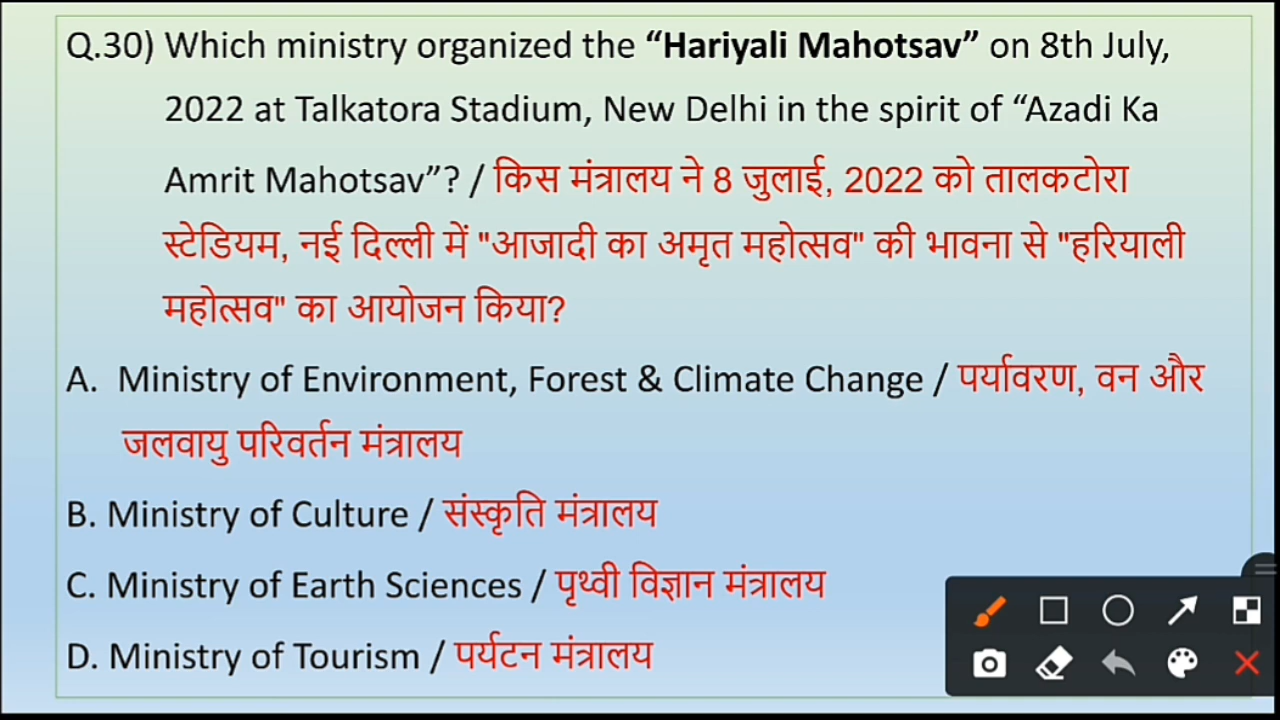 Q.30) Which ministry organized the “Hariyali Mahotsav” on 8th July,
2022 at Talkatora Stadium, New Delhi in the spirit of “Azadi Ka
Amrit Mahotsav”? / किस मंत्रालय ने 8 जुलाई, 2022 को तालकटोरा
स्टेडियम, नई दिल्ली में "आजादी का अमृत महोत्सव" की भावना से "हरियाली
महोत्सव" का आयोजन किया?
A. Ministry of Environment, Forest & Climate Change / पर्यावरण, वन और
जलवायु परिवर्तन मंत्रालय
B. Ministry of Culture / संस्कृति मंत्रालय
C. Ministry of Earth Sciences / पृथ्वी विज्ञान मंत्रालय
D. Ministry of Tourism / पर्यटन मंत्रालय